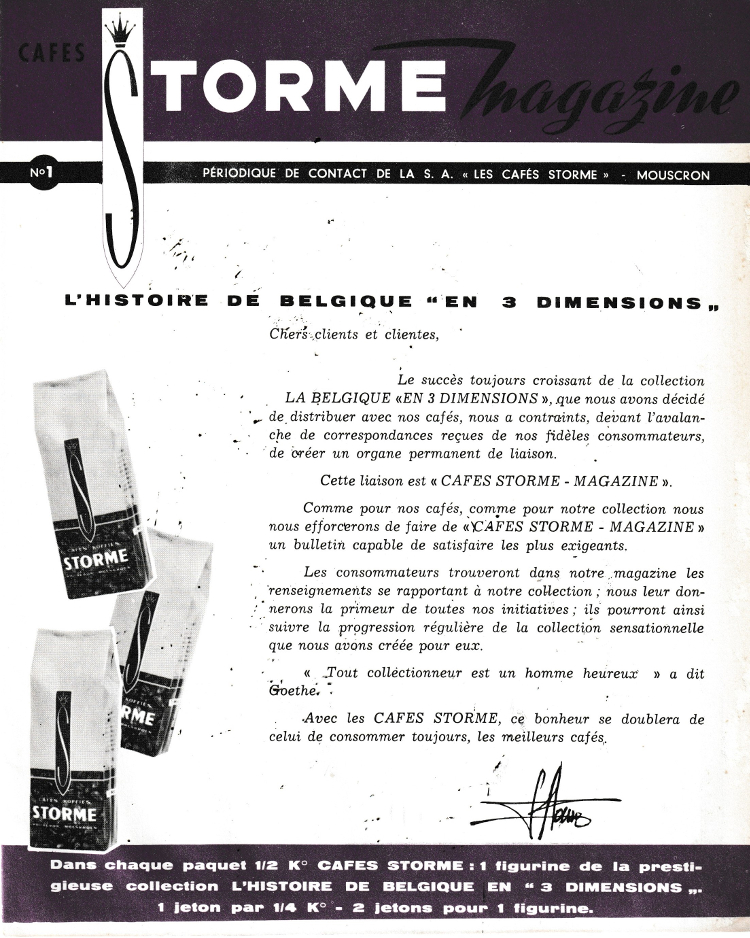 CAFES
STORME magazine
No1
PÉRIODIQUE DE CONTACT DE LA S. A. « LES CAFÉS STORME » - MOUSCRON
L'HISTOIRE DE BELGIQUE “ EN 3 DIMENSIONS „
Chers clients et clientes,
Le succès toujours croissant de la collection
LA BELGIQUE «EN 3 DIMENSIONS », que nous avons décidé
de distribuer avec nos cafés, nous a contraints, devant l'avalan-
che de correspondances reçues de nos fidèles consommateurs,
de créer un organe permanent de liaison.
Cette liaison est « CAFES STORME - MAGAZINE ».
Comme pour nos cafés, comme pour notre collection nous
nous efforcerons de faire de « CAFES STORME - MAGAZINE »
un bulletin capable de satisfaire les plus exigeants.
Les consommateurs trouveront dans notre magazine les
renseignements se rapportant à notre collection ; nous leur don-
nerons la primeur de toutes nos initiatives ; ils pourront ainsi
suivre la progression régulière de la collection sensationnelle
que nous avons créée pour eux.
« Tout collectionneur est un homme heureux » a dit
Goethe.
Avec les CAFES STORME, ce bonheur se doublera de
celui de consommer toujours, les meilleurs cafés.
CAFES KOFFIES
STORME
RME
CAFES KOFFIES
STORME
Dans chaque paquet 1/2 K° CAFES STORME : 1 figurine de la presti-
gieuse collection L'HISTOIRE DE BELGIQUE EN “ 3 DIMENSIONS „.
1 jeton par 1/4 K° - 2 jetons pour 1 figurine.